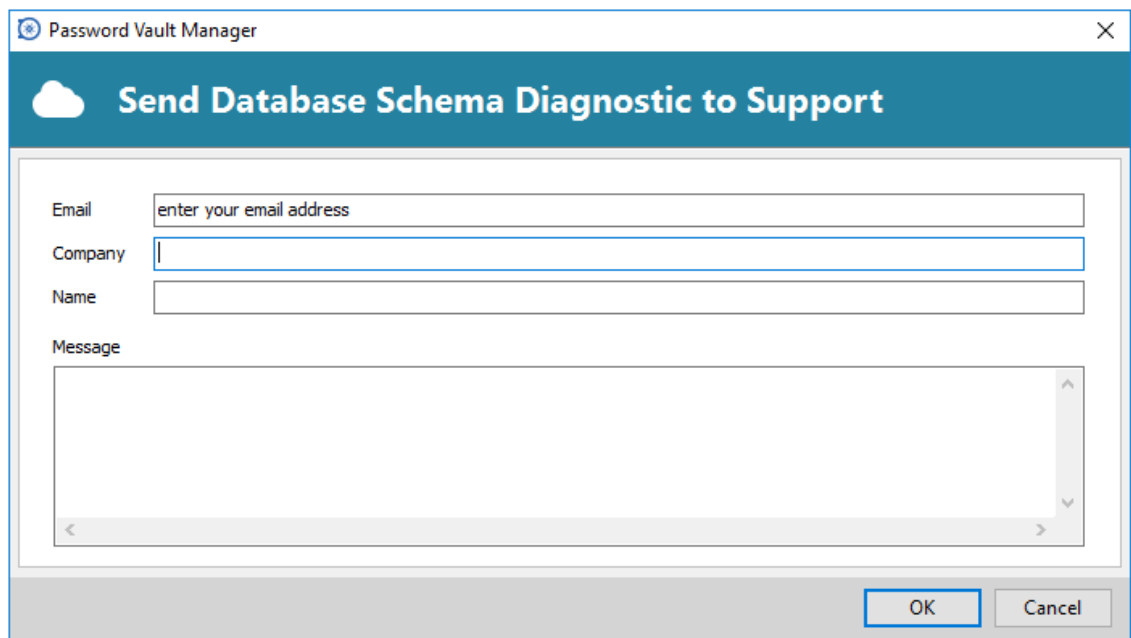 Password Vault Manager
Send Database Schema Diagnostic to Support
Email enter your email address
Company
Name
Message
OK Cancel